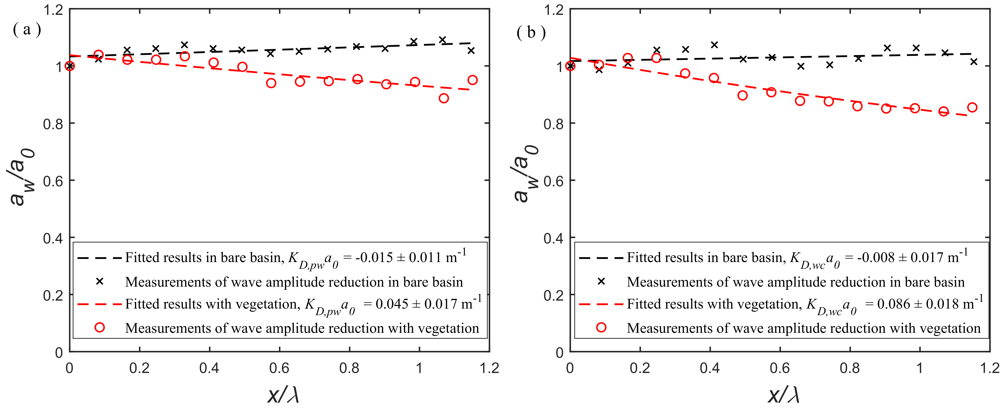 ( a )
1.2
1
0.8
0.6
0.4
0.2
0
a_w/a_0
Fitted results in bare basin, K_{D,pw}a_0 = -0.015 ± 0.011 m^{-1}
Measurements of wave amplitude reduction in bare basin
Fitted results with vegetation, K_{D,pw}a_0 = 0.045 ± 0.017 m^{-1}
Measurements of wave amplitude reduction with vegetation
0 0.2 0.4 0.6 0.8 1 1.2
x/λ
( b )
1.2
1
0.8
0.6
0.4
0.2
0
a_w/a_0
Fitted results in bare basin, K_{D,wc}a_0 = -0.008 ± 0.017 m^{-1}
Measurements of wave amplitude reduction in bare basin
Fitted results with vegetation, K_{D,wc}a_0 = 0.086 ± 0.018 m^{-1}
Measurements of wave amplitude reduction with vegetation
0 0.2 0.4 0.6 0.8 1 1.2
x/λ